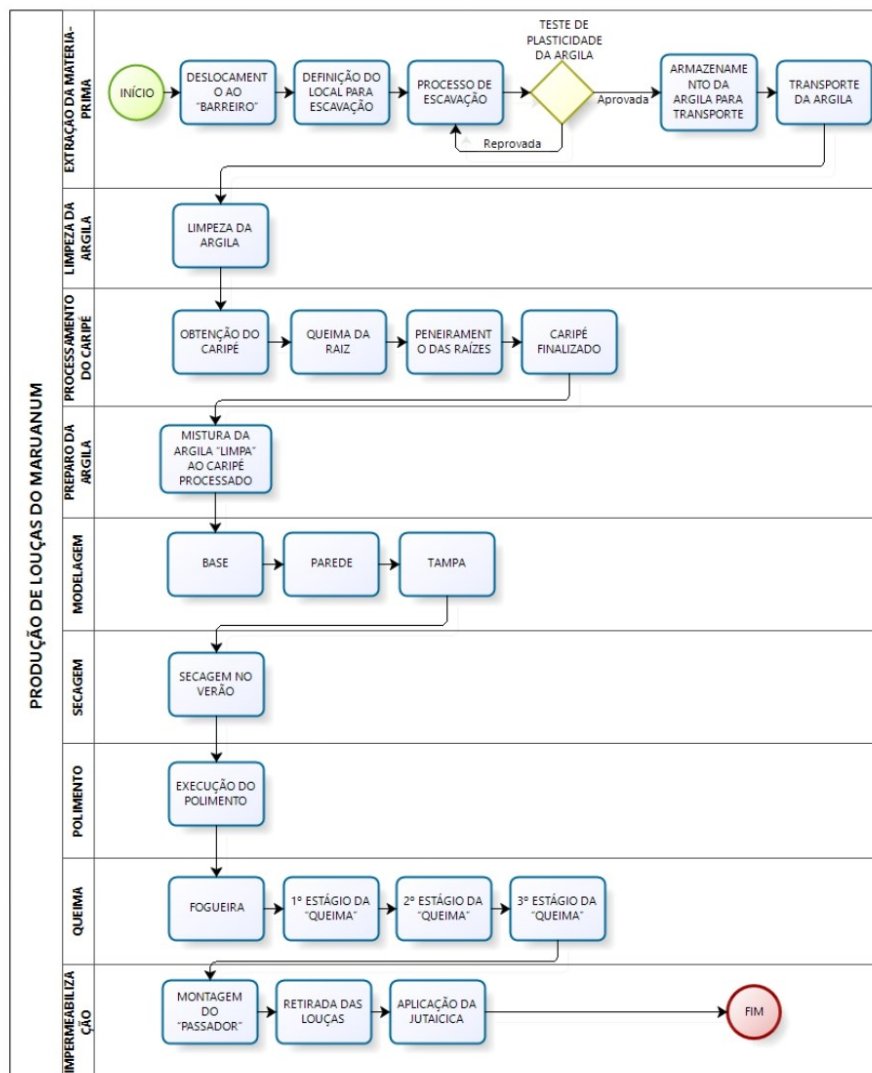 PRODUÇÃO DE LOUÇAS DO MARUANUM
EXTRAÇÃO DA MATERIA-
PRIMA
INÍCIO
DESLOCAMENT
O AO
"BARREIRO"
DEFINIÇÃO DO
LOCAL PARA
ESCAVAÇÃO
PROCESSO DE
ESCAVAÇÃO
TESTE DE
PLASTICIDADE
DA ARGILA
Aprovada
Reprovada
ARMAZENAME
NTO DA
ARGILA PARA
TRANSPORTE
TRANSPORTE
DA ARGILA
LIMPEZA DA
ARGILA
LIMPEZA DA
ARGILA
PROCESSAMENTO
DO CARIPÉ
OBTENÇÃO DO
CARIPÉ
QUEIMA DA
RAIZ
PENEIRAMENT
O DAS RAÍZES
CARIPÉ
FINALIZADO
PREPARO DA
ARGILA
MISTURA DA
ARGILA "LIMPA"
AO CARIPÉ
PROCESSADO
MODELAGEM
BASE
PAREDE
TAMPA
SECAGEM
SECAGEM NO
VERÃO
POLIMENTO
EXECUÇÃO DO
POLIMENTO
QUEIMA
FOGUEIRA
1º ESTÁGIO DA
"QUEIMA"
2º ESTÁGIO DA
"QUEIMA"
3º ESTÁGIO DA
"QUEIMA"
IMPERMEABILIZA
ÇÃO
MONTAGEM
DO
"PASSADOR"
RETIRADA DAS
LOUÇAS
APLICAÇÃO DA
JUTAICICA
FIM